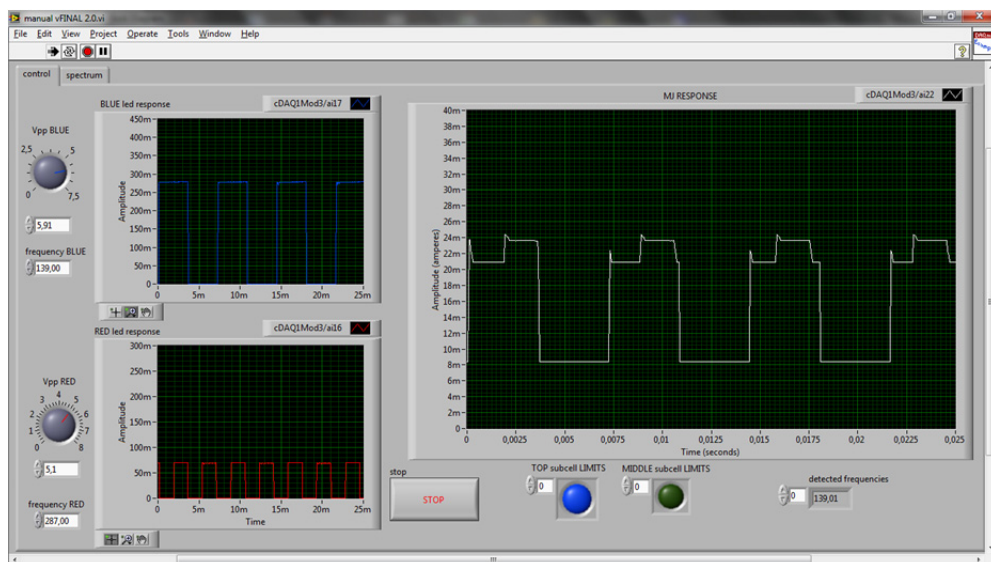 manual vFINAL 2.0.vi
File Edit View Project Operate Tools Window Help
control spectrum
BLUE led response
cDAQ1Mod3/ai17
Vpp BLUE
2,5 5
0 7,5
5,91
frequency BLUE
139,00
Amplitude
450m
400m
350m
300m
250m
200m
150m
100m
50m
0
0 5m 10m 15m 20m 25m
RED led response
cDAQ1Mod3/ai16
Vpp RED
0 1 2 3 4 5 6 7 8
5,1
frequency RED
287,00
Amplitude
300m
250m
200m
150m
100m
50m
0
0 5m 10m 15m 20m 25m
Time
MJ RESPONSE
cDAQ1Mod3/ai22
Amplitude (amperes)
40m
38m
36m
34m
32m
30m
28m
26m
24m
22m
20m
18m
16m
14m
12m
10m
8m
6m
4m
2m
0
0 0,0025 0,005 0,0075 0,01 0,0125 0,015 0,0175 0,02 0,0225 0,025
Time (seconds)
stop
STOP
TOP subcell LIMITS
0
MIDDLE subcell LIMITS
0
detected frequencies
0
139,01